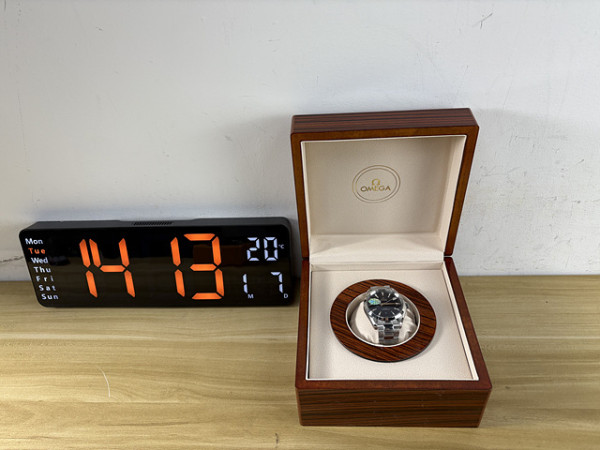 Mon
Tue
Wed
Thu
Fri
Sat
Sun
14 13
20°C
1 7
M D
OMEGA